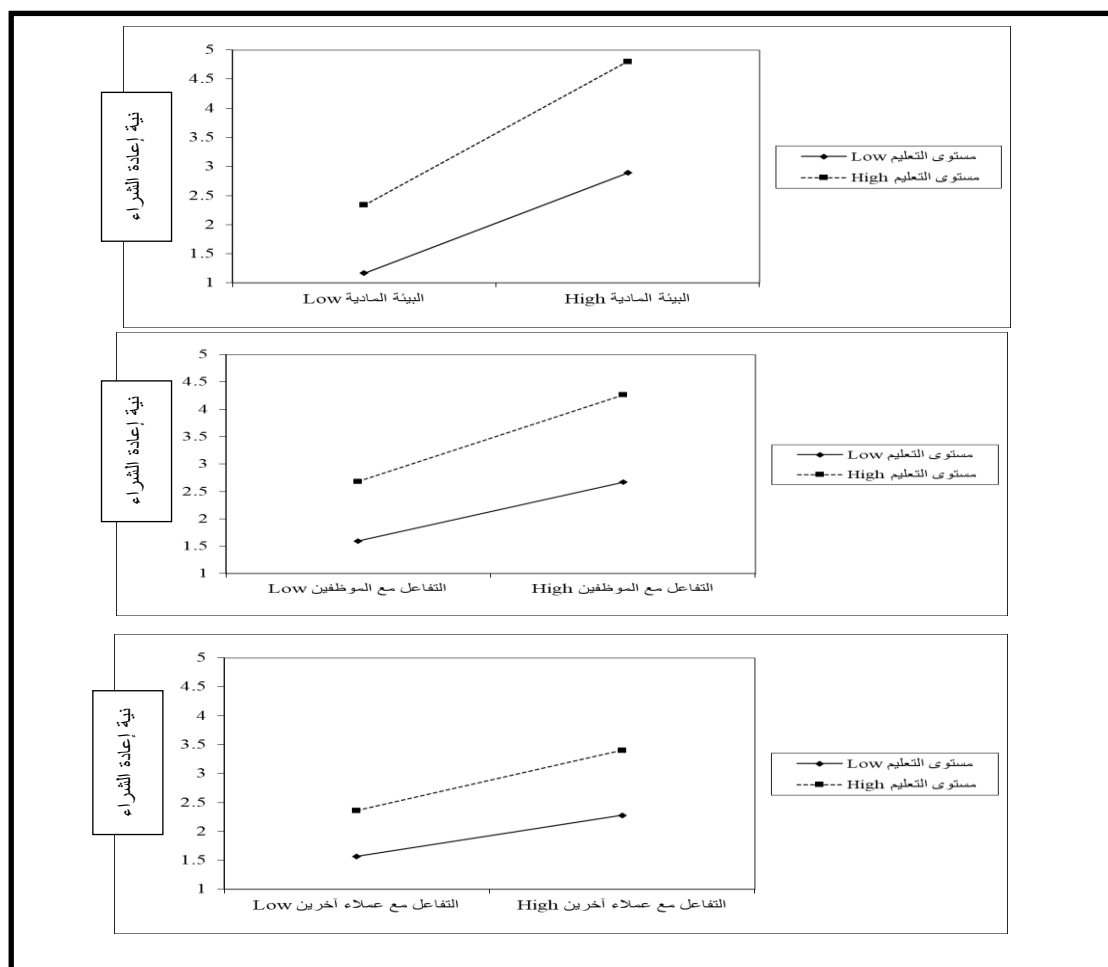 نية إعادة الشراء
5
4.5
4
3.5
3
2.5
2
1.5
1
Low البيئة المادية
High البيئة المادية
Low مستوى التعليم
High مستوى التعليم
نية إعادة الشراء
5
4.5
4
3.5
3
2.5
2
1.5
1
Low التفاعل مع الموظفين
High التفاعل مع الموظفين
Low مستوى التعليم
High مستوى التعليم
نية إعادة الشراء
5
4.5
4
3.5
3
2.5
2
1.5
1
Low التفاعل مع عملاء آخرين
High التفاعل مع عملاء آخرين
Low مستوى التعليم
High مستوى التعليم